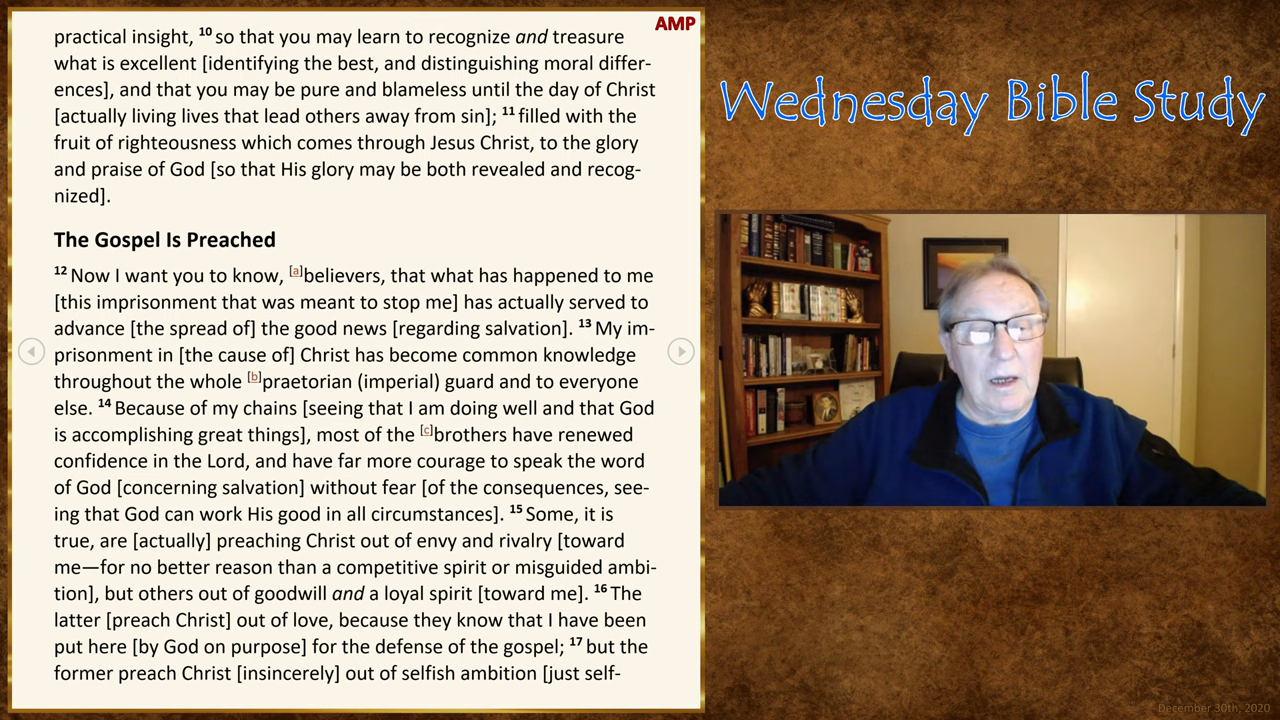 AMP
practical insight, 10 so that you may learn to recognize and treasure
what is excellent [identifying the best, and distinguishing moral differ-
ences], and that you may be pure and blameless until the day of Christ
[actually living lives that lead others away from sin]; 11 filled with the
fruit of righteousness which comes through Jesus Christ, to the glory
and praise of God [so that His glory may be both revealed and recog-
nized].
The Gospel Is Preached
12 Now I want you to know, [a]believers, that what has happened to me
[this imprisonment that was meant to stop me] has actually served to
advance [the spread of] the good news [regarding salvation]. 13 My im-
prisonment in [the cause of] Christ has become common knowledge
throughout the whole [b]praetorian (imperial) guard and to everyone
else. 14 Because of my chains [seeing that I am doing well and that God
is accomplishing great things], most of the [c]brothers have renewed
confidence in the Lord, and have far more courage to speak the word
of God [concerning salvation] without fear [of the consequences, see-
ing that God can work His good in all circumstances]. 15 Some, it is
true, are [actually] preaching Christ out of envy and rivalry [toward
me—for no better reason than a competitive spirit or misguided ambi-
tion], but others out of goodwill and a loyal spirit [toward me]. 16 The
latter [preach Christ] out of love, because they know that I have been
put here [by God on purpose] for the defense of the gospel; 17 but the
former preach Christ [insincerely] out of selfish ambition [just self-
Wednesday Bible Study
December 30th, 2020